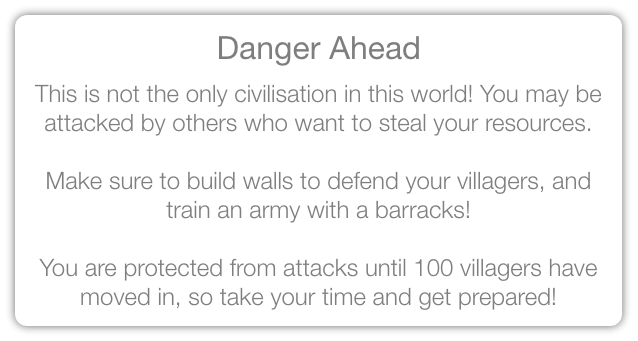 Danger Ahead
This is not the only civilisation in this world! You may be
attacked by others who want to steal your resources.
Make sure to build walls to defend your villagers, and
train an army with a barracks!
You are protected from attacks until 100 villagers have
moved in, so take your time and get prepared!